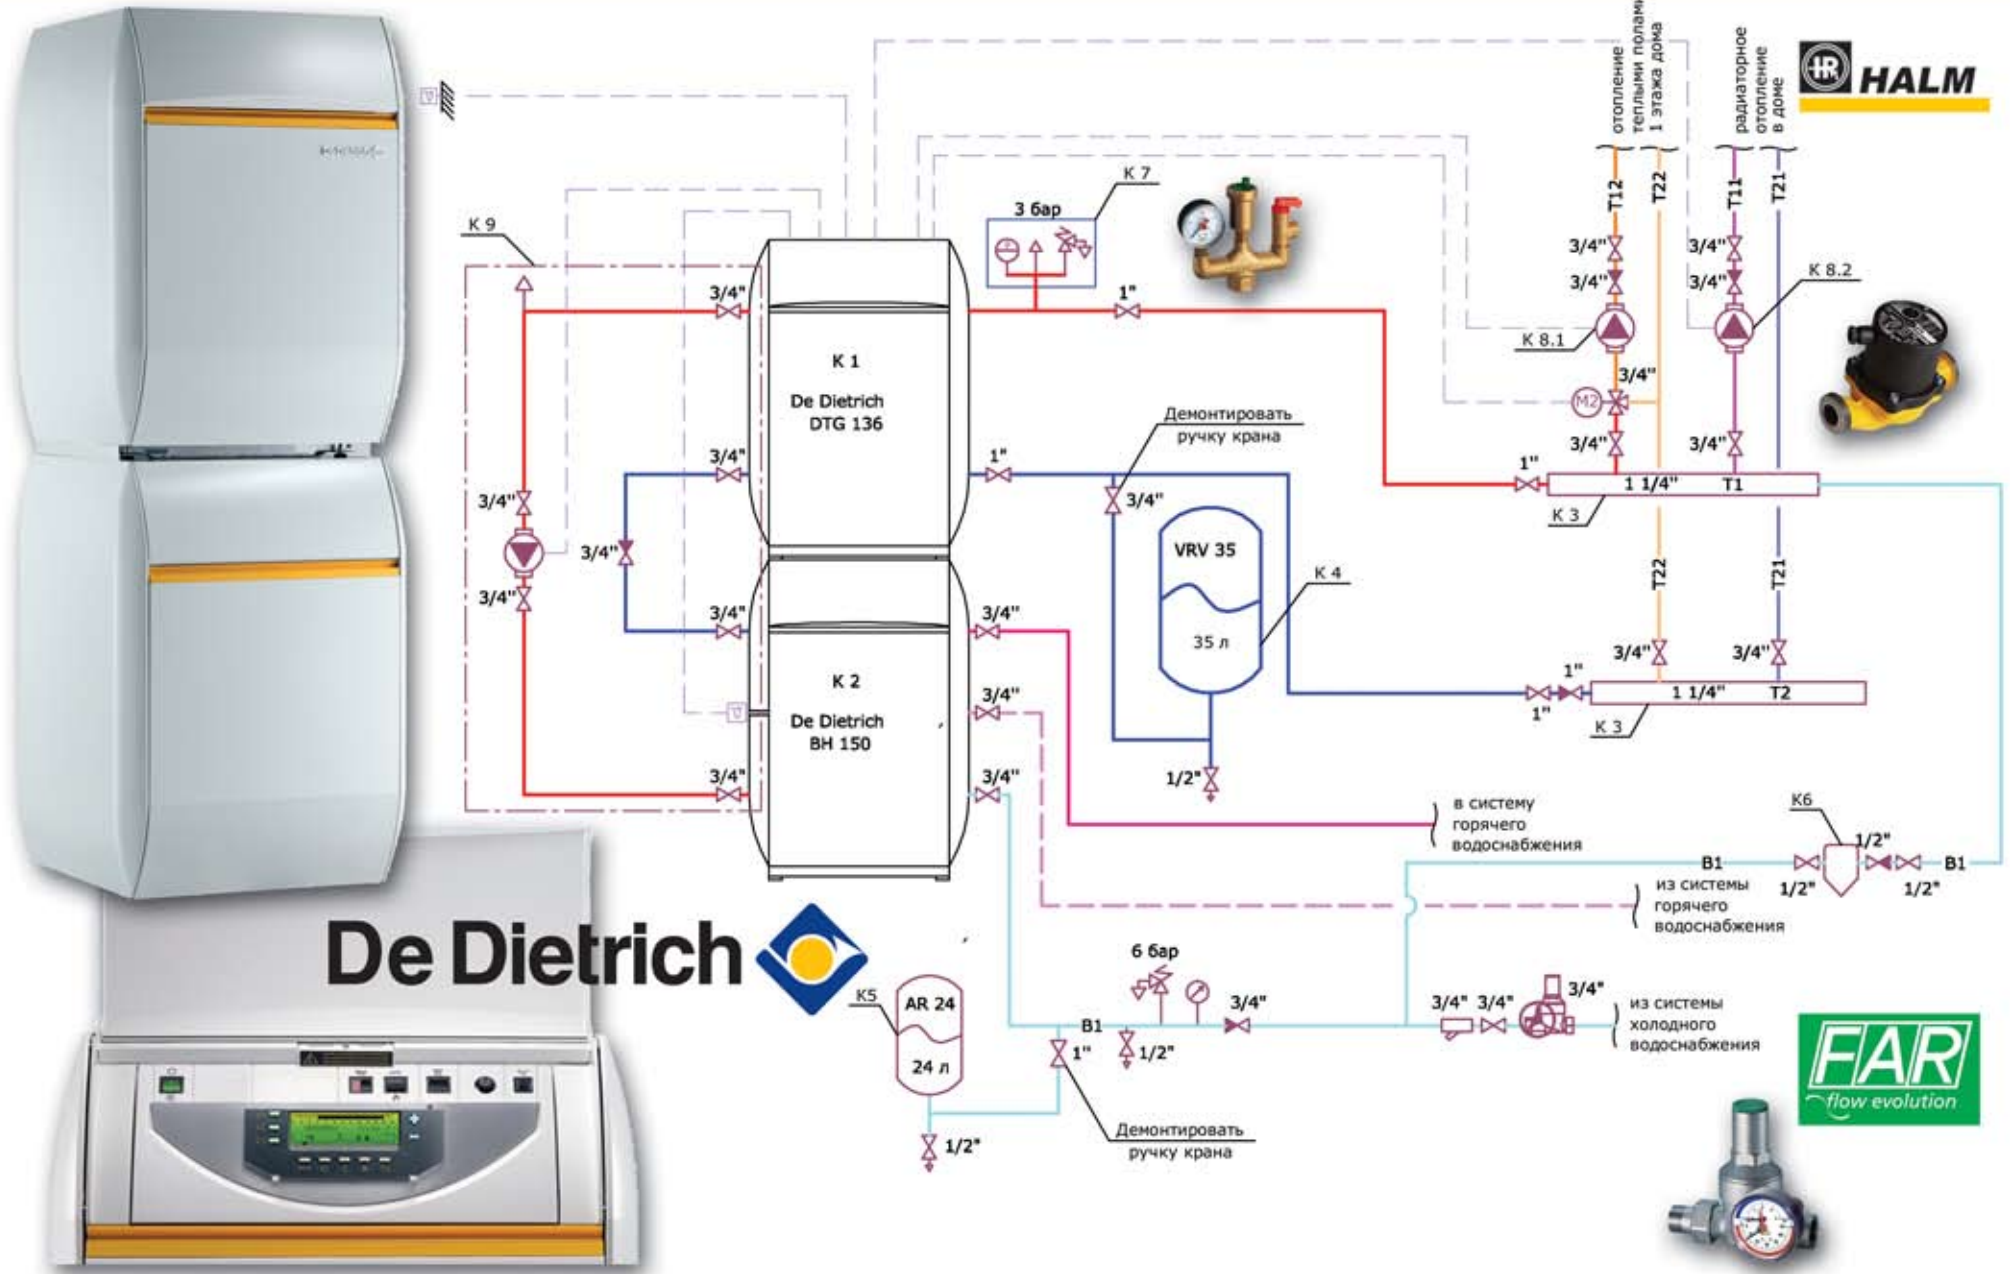 отопление
теплыми полами
1 этажа дома
радиаторное
отопление
в доме
HR HALM
T12
T22
T11
T21
К 7
3 бар
К 9
3/4"
3/4"
3/4"
3/4"
К 8.2
3/4"
1"
К 1
De Dietrich
DTG 136
К 8.1
3/4"
M2
Демонтировать
ручку крана
3/4"
3/4"
3/4"
1"
1"
1 1/4"
T1
3/4"
3/4"
К 3
3/4"
VRV 35
К 4
T22
T21
3/4"
3/4"
3/4"
35 л
3/4"
3/4"
К 2
De Dietrich
BH 150
3/4"
1"
1"
1 1/4"
T2
К 3
3/4"
3/4"
1/2"
в систему
горячего
водоснабжения
К6
1/2"
В1
В1
1/2"
1/2"
из системы
горячего
водоснабжения
De Dietrich
6 бар
К5
AR 24
24 л
В1
3/4"
3/4"
3/4"
3/4"
из системы
холодного
водоснабжения
1"
1/2"
1/2"
Демонтировать
ручку крана
FAR
flow evolution